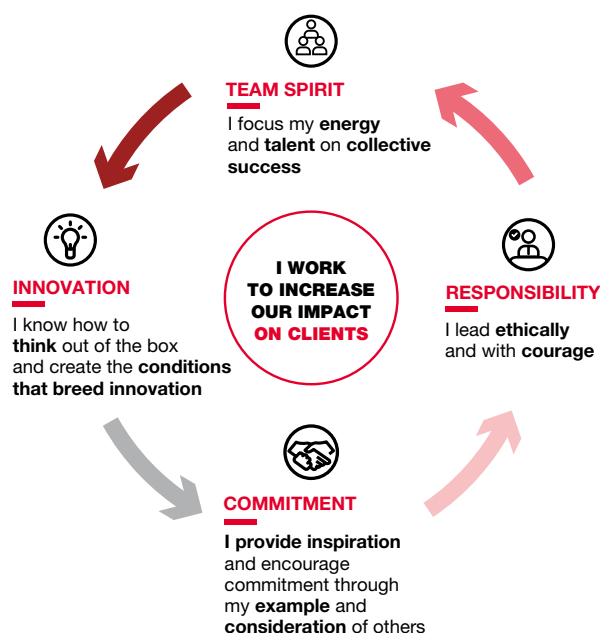 TEAM SPIRIT
I focus my energy
and talent on collective
success
INNOVATION
I know how to
think out of the box
and create the conditions
that breed innovation
I WORK
TO INCREASE
OUR IMPACT
ON CLIENTS
RESPONSIBILITY
I lead ethically
and with courage
COMMITMENT
I provide inspiration
and encourage
commitment through
my example and
consideration of others